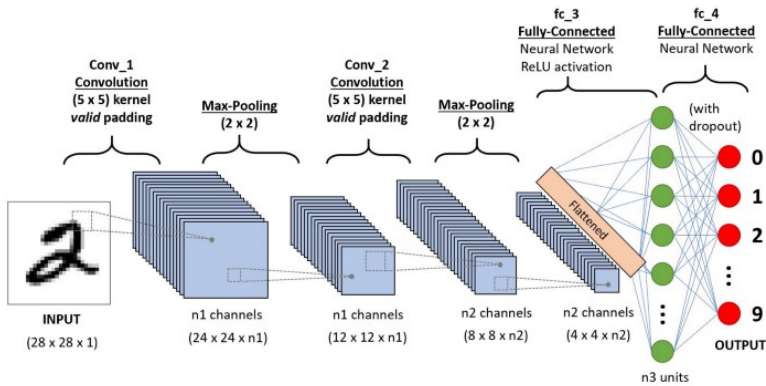 Conv_1
Convolution
(5 x 5) kernel
valid padding
Max-Pooling
(2 x 2)
Conv_2
Convolution
(5 x 5) kernel
valid padding
Max-Pooling
(2 x 2)
fc_3
Fully-Connected
Neural Network
ReLU activation
fc_4
Fully-Connected
Neural Network
(with
dropout)
Flattened
0
1
2
9
OUTPUT
2
INPUT
(28 x 28 x 1)
n1 channels
(24 x 24 x n1)
n1 channels
(12 x 12 x n1)
n2 channels
(8 x 8 x n2)
n2 channels
(4 x 4 x n2)
n3 units